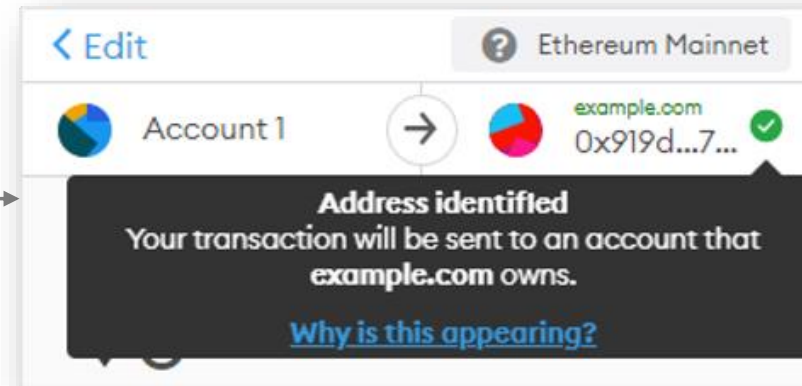 Edit
Ethereum Mainnet
Account 1
example.com
0x919d...7...
Address identified
Your transaction will be sent to an account that
example.com owns.
Why is this appearing?